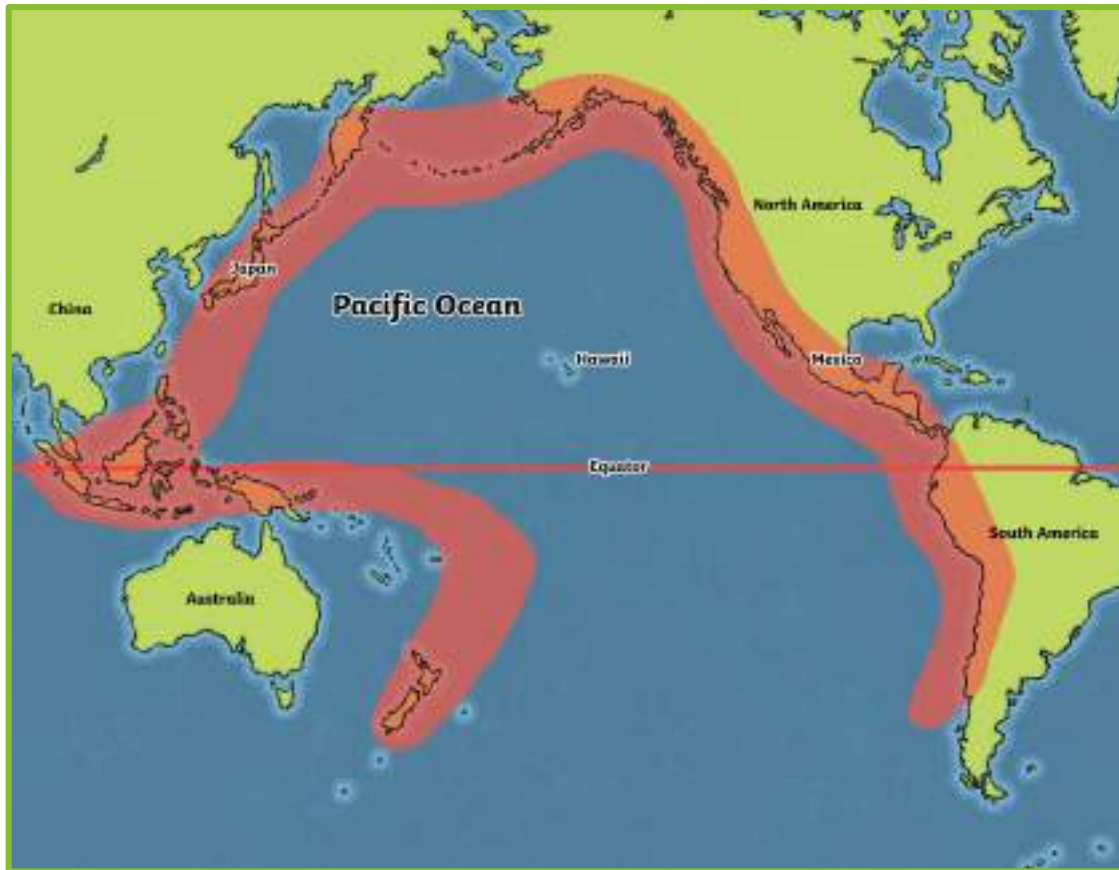 North America
Japan
China
Pacific Ocean
Hawaii
Mexico
Equator
South America
Australia